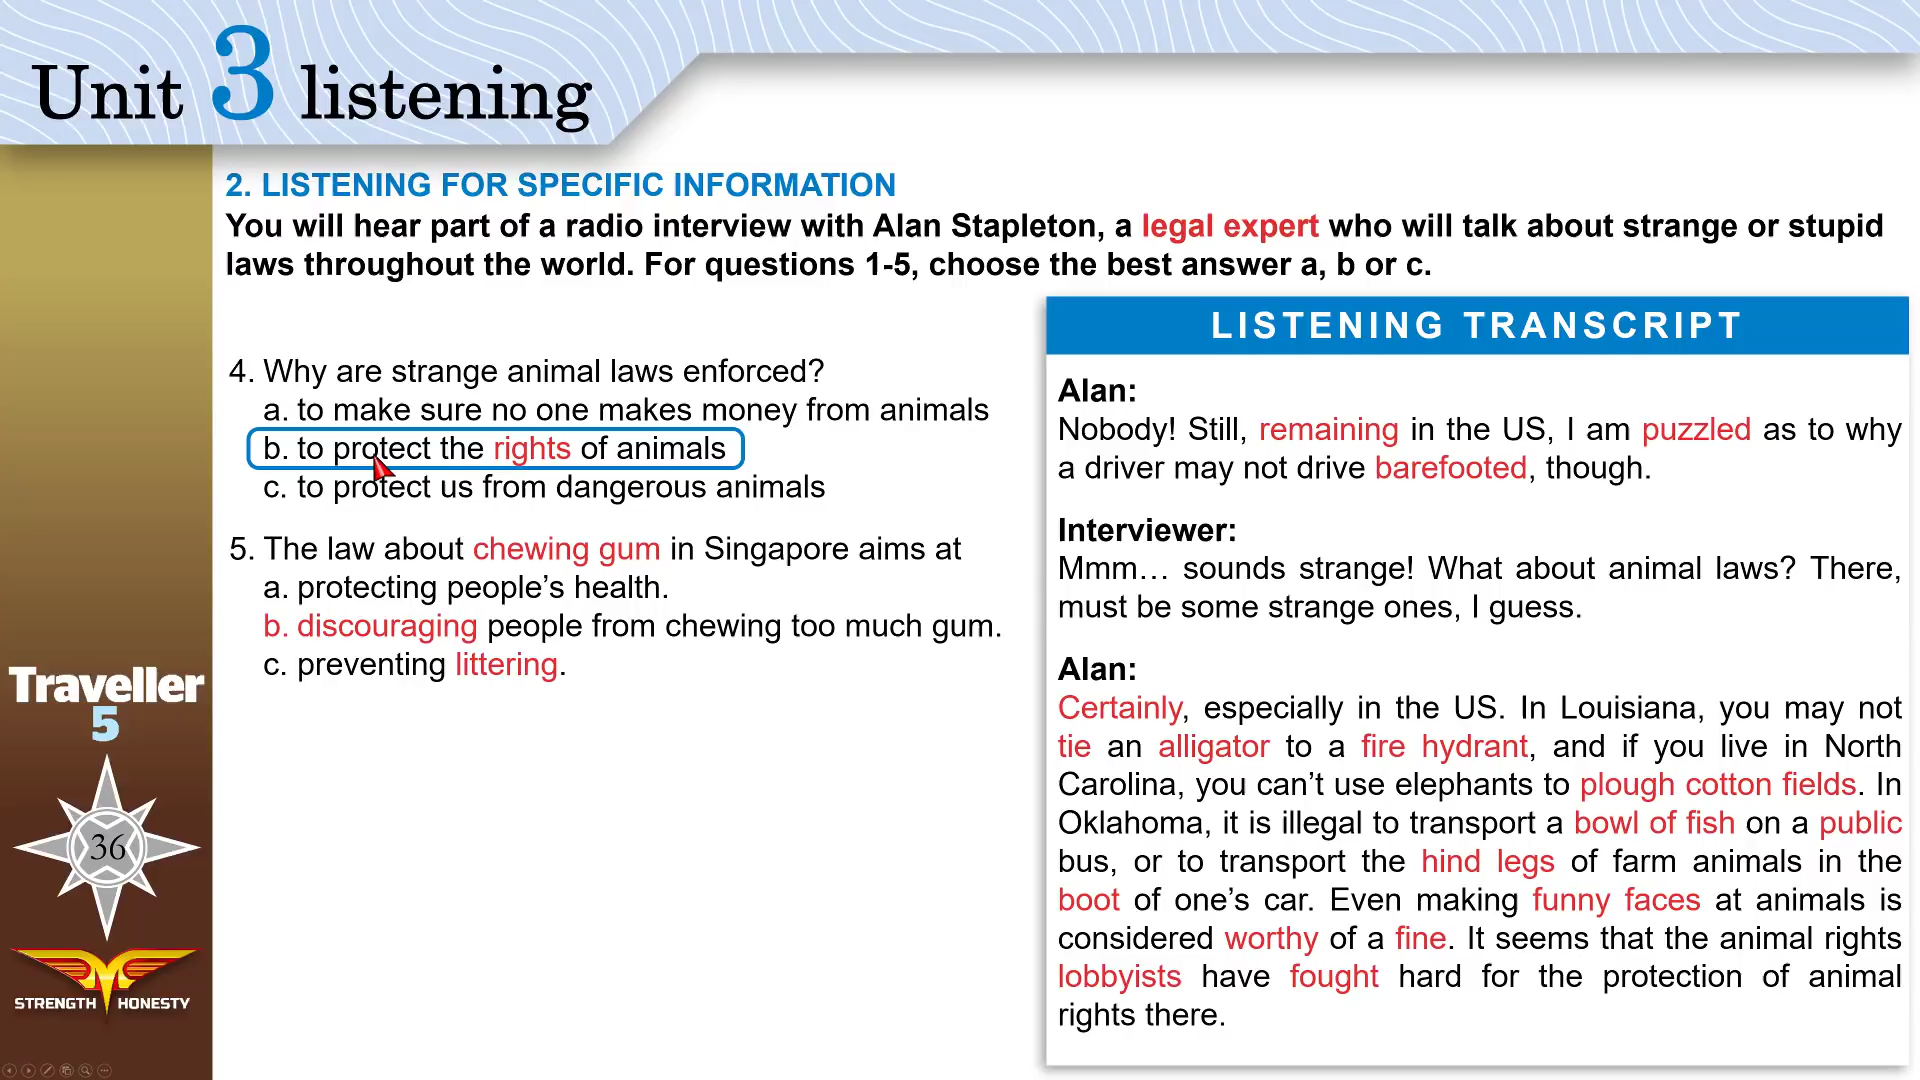 Unit 3 listening
2. LISTENING FOR SPECIFIC INFORMATION
You will hear part of a radio interview with Alan Stapleton, a legal expert who will talk about strange or stupid
laws throughout the world. For questions 1-5, choose the best answer a, b or c.
4. Why are strange animal laws enforced?
a. to make sure no one makes money from animals
b. to protect the rights of animals
c. to protect us from dangerous animals
5. The law about chewing gum in Singapore aims at
a. protecting people’s health.
b. discouraging people from chewing too much gum.
c. preventing littering.
LISTENING TRANSCRIPT
Alan:
Nobody! Still, remaining in the US, I am puzzled as to why
a driver may not drive barefooted, though.
Interviewer:
Mmm… sounds strange! What about animal laws? There,
must be some strange ones, I guess.
Alan:
Certainly, especially in the US. In Louisiana, you may not
tie an alligator to a fire hydrant, and if you live in North
Carolina, you can’t use elephants to plough cotton fields. In
Oklahoma, it is illegal to transport a bowl of fish on a public
bus, or to transport the hind legs of farm animals in the
boot of one’s car. Even making funny faces at animals is
considered worthy of a fine. It seems that the animal rights
lobbyists have fought hard for the protection of animal
rights there.
Traveller
5
36
STRENGTH HONESTY